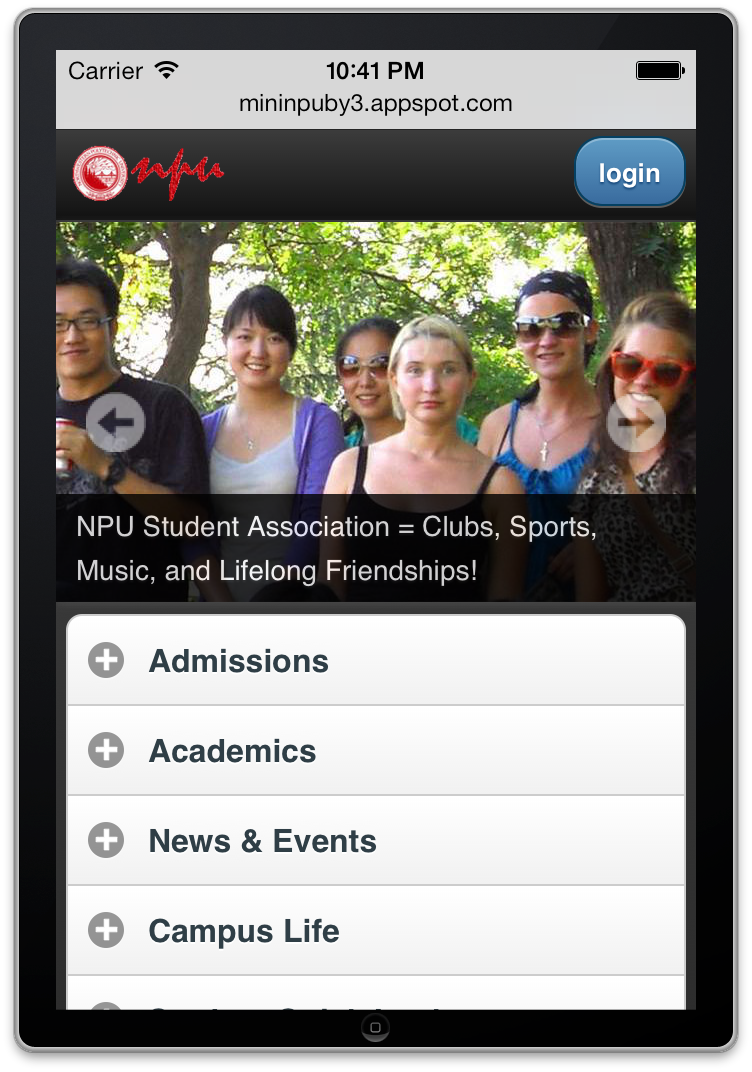 Carrier
10:41 PM
mininpuby3.appspot.com
npu
login
NPU Student Association = Clubs, Sports,
Music, and Lifelong Friendships!
Admissions
Academics
News & Events
Campus Life